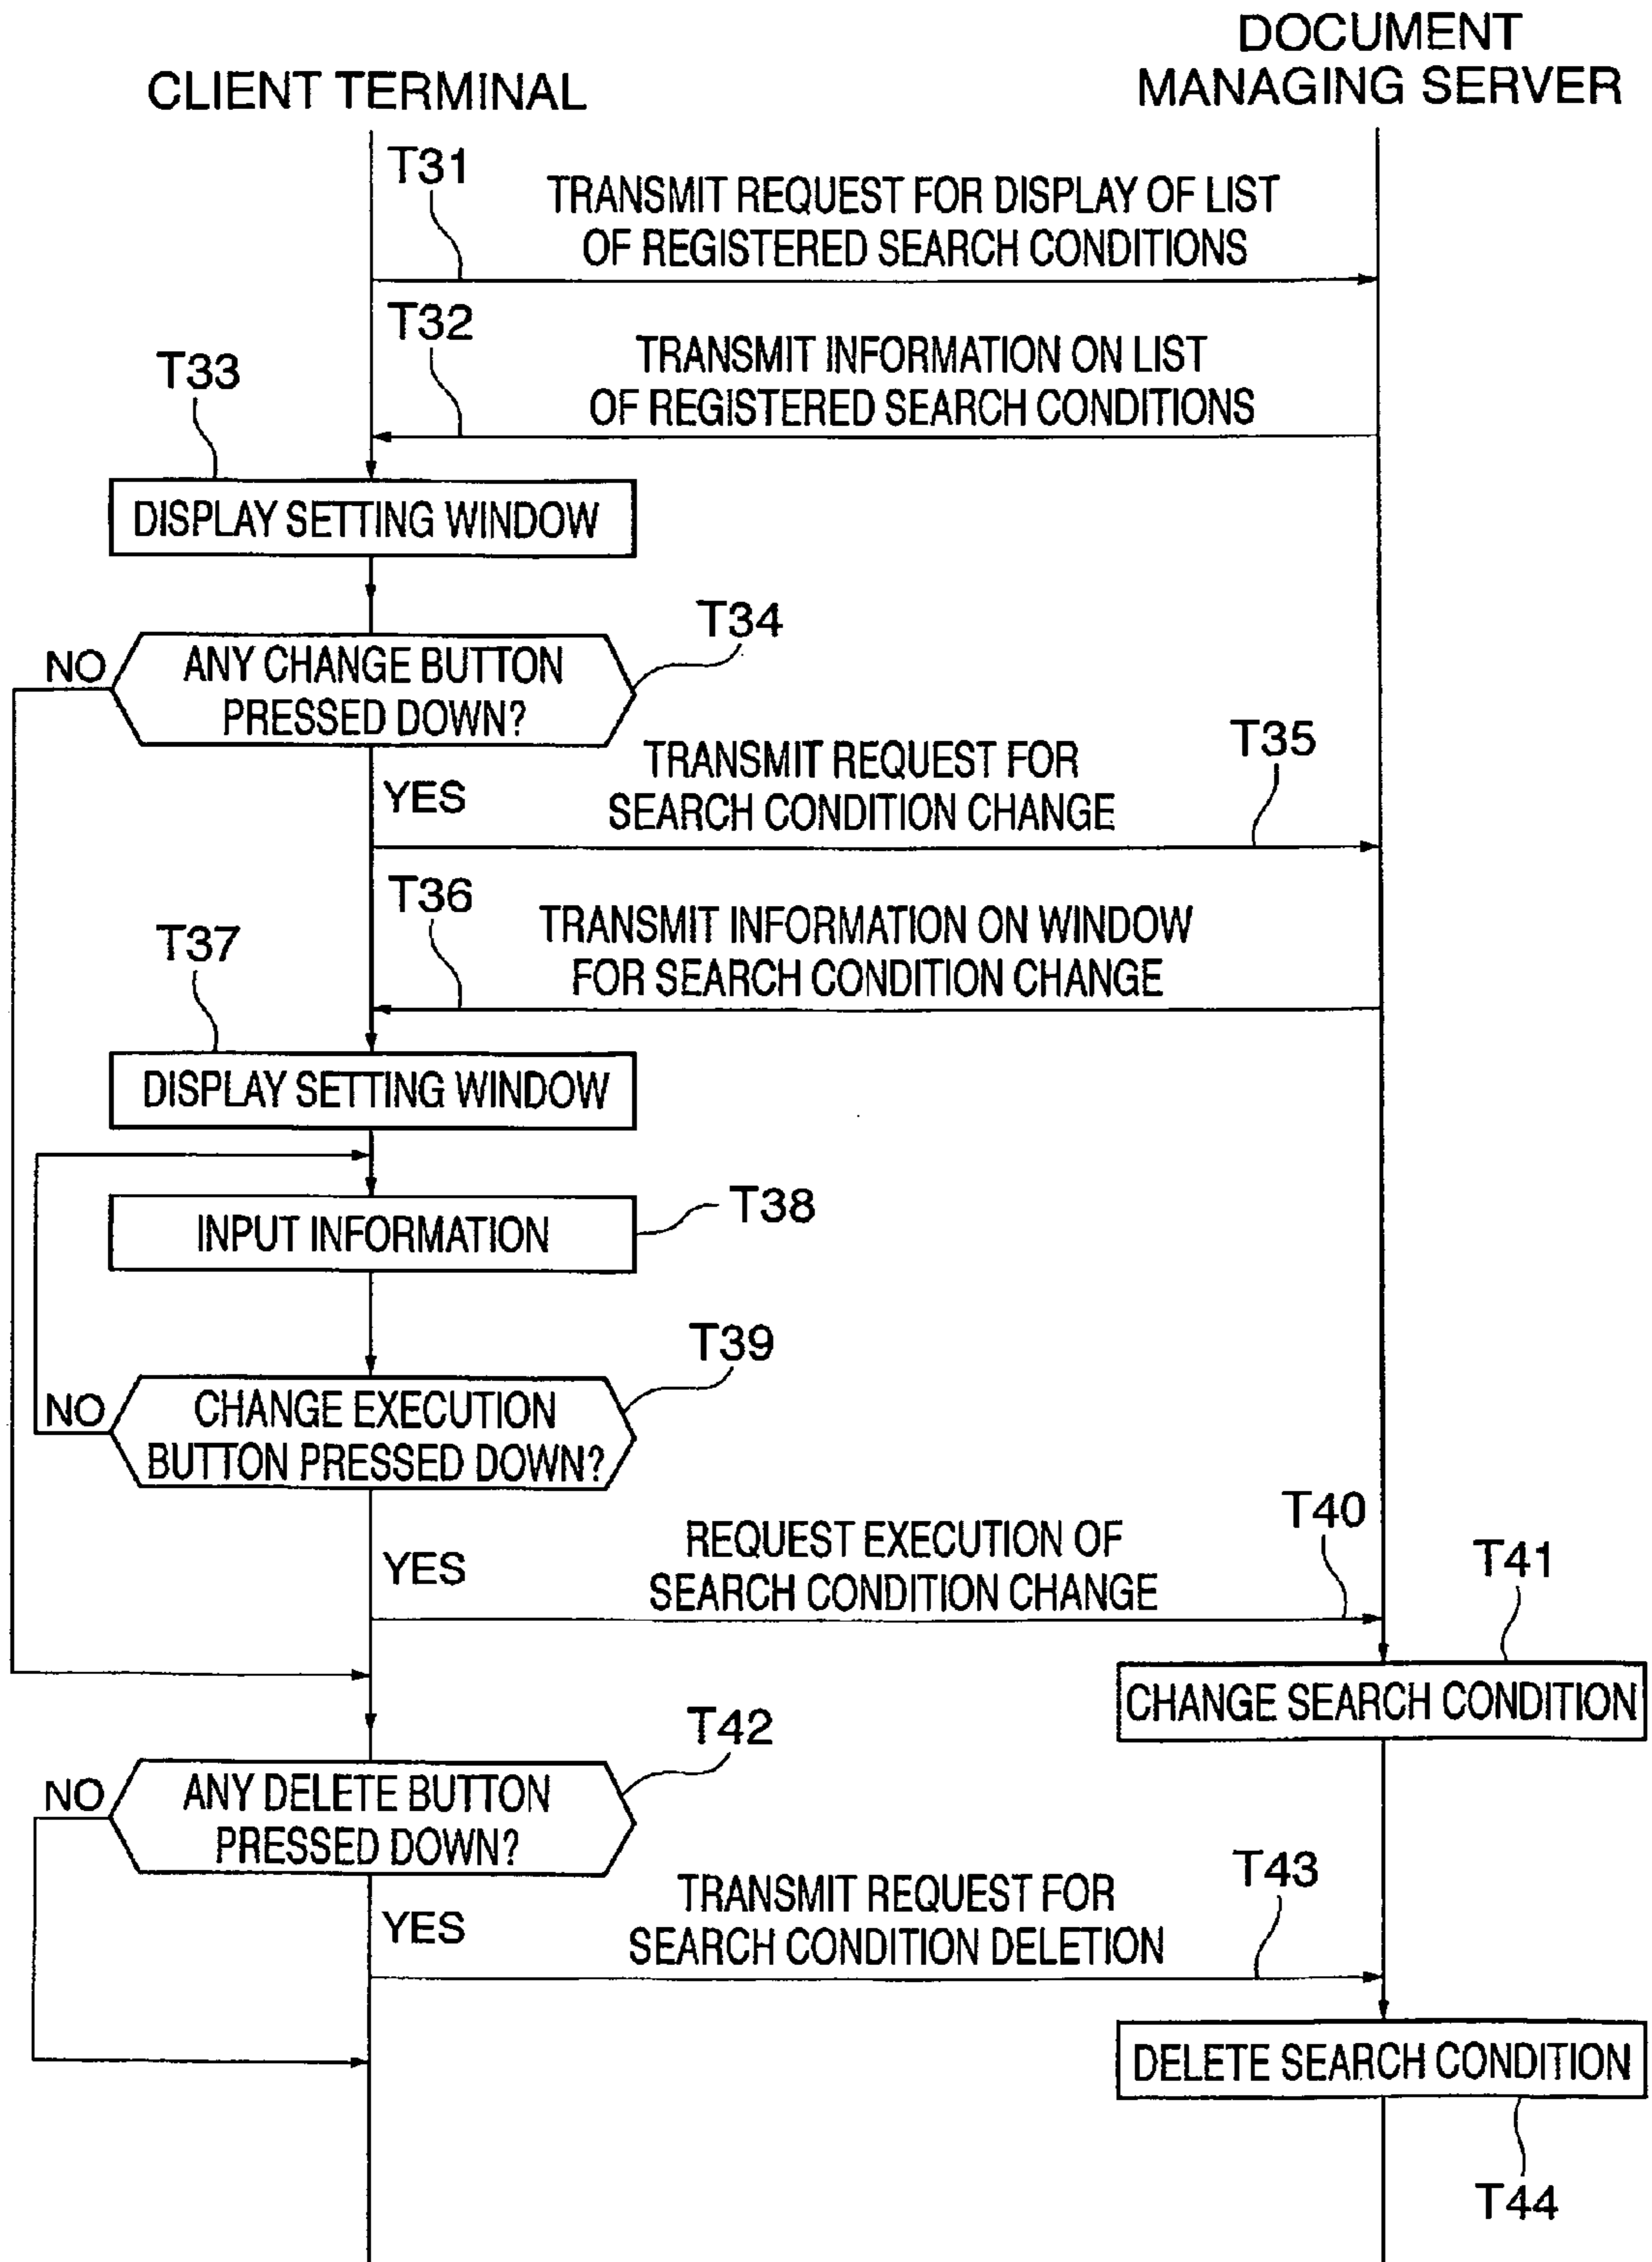 DOCUMENT
CLIENT TERMINAL
MANAGING SERVER
T31
TRANSMIT REQUEST FOR DISPLAY OF LIST
OF REGISTERED SEARCH CONDITIONS
T32
TRANSMIT INFORMATION ON LIST
OF REGISTERED SEARCH CONDITIONS
T33
DISPLAY SETTING WINDOW
T34
NO
ANY CHANGE BUTTON
PRESSED DOWN?
T35
YES
TRANSMIT REQUEST FOR
SEARCH CONDITION CHANGE
T36
TRANSMIT INFORMATION ON WINDOW
FOR SEARCH CONDITION CHANGE
T37
DISPLAY SETTING WINDOW
T38
INPUT INFORMATION
T39
NO
CHANGE EXECUTION
BUTTON PRESSED DOWN?
T40
YES
REQUEST EXECUTION OF
SEARCH CONDITION CHANGE
T41
CHANGE SEARCH CONDITION
T42
NO
ANY DELETE BUTTON
PRESSED DOWN?
T43
YES
TRANSMIT REQUEST FOR
SEARCH CONDITION DELETION
DELETE SEARCH CONDITION
T44